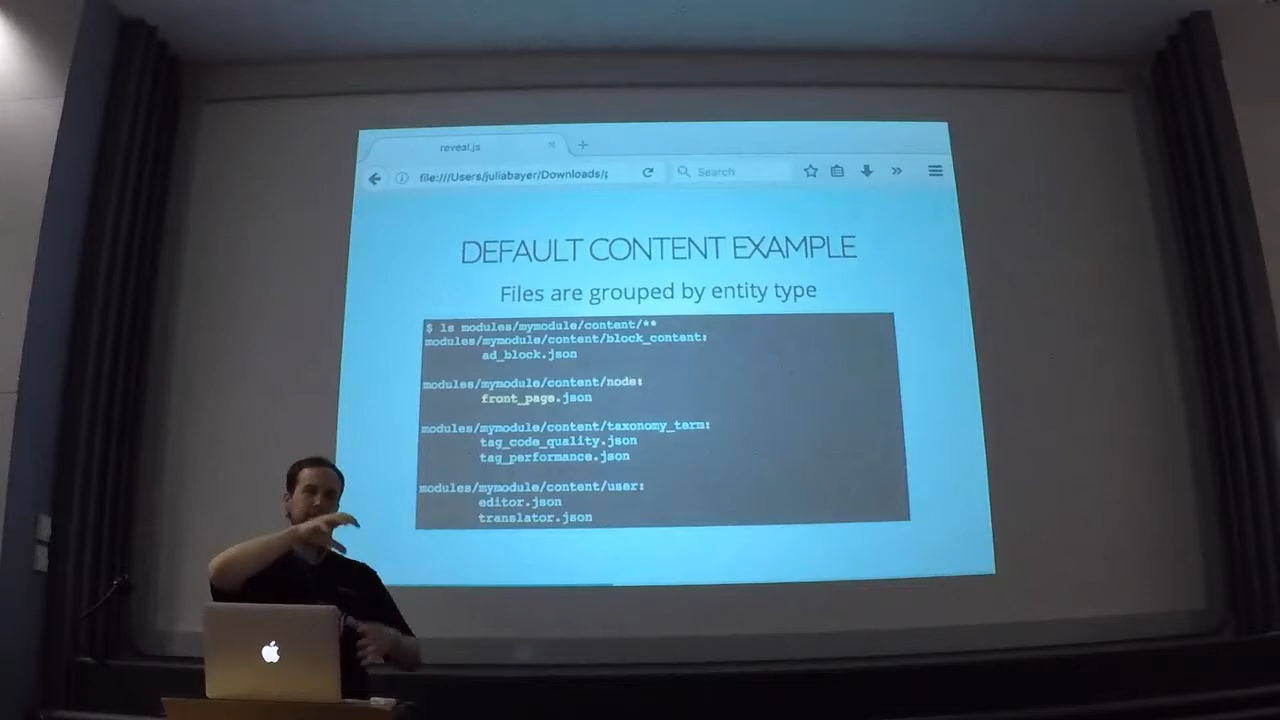 reveal.js
file:///Users/juliabayer/Downloads/
Search
DEFAULT CONTENT EXAMPLE
Files are grouped by entity type
$ ls modules/mymodule/content/**
modules/mymodule/content/block_content:
ad_block.json
modules/mymodule/content/node:
front_page.json
modules/mymodule/content/taxonomy_term:
tag_code_quality.json
tag_performance.json
modules/mymodule/content/user:
editor.json
translator.json